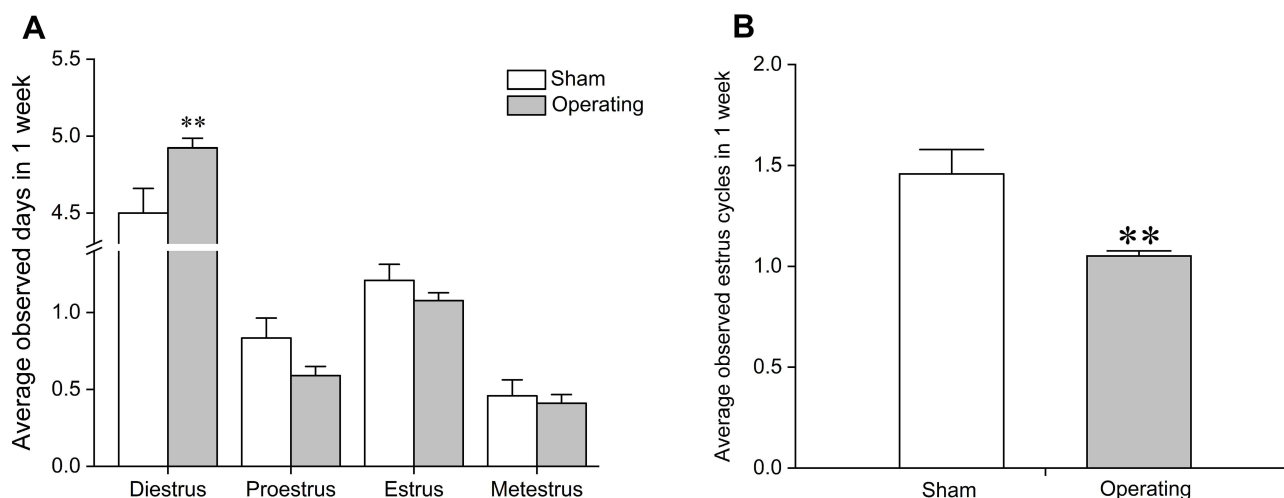 A
Average observed days in 1 week
5.5
5.0
4.5
1.0
0.5
0.0
**
Sham
Operating
Diestrus
Proestrus
Estrus
Metestrus
B
Average observed estrus cycles in 1 week
2.0
1.5
1.0
0.5
0.0
**
Sham
Operating